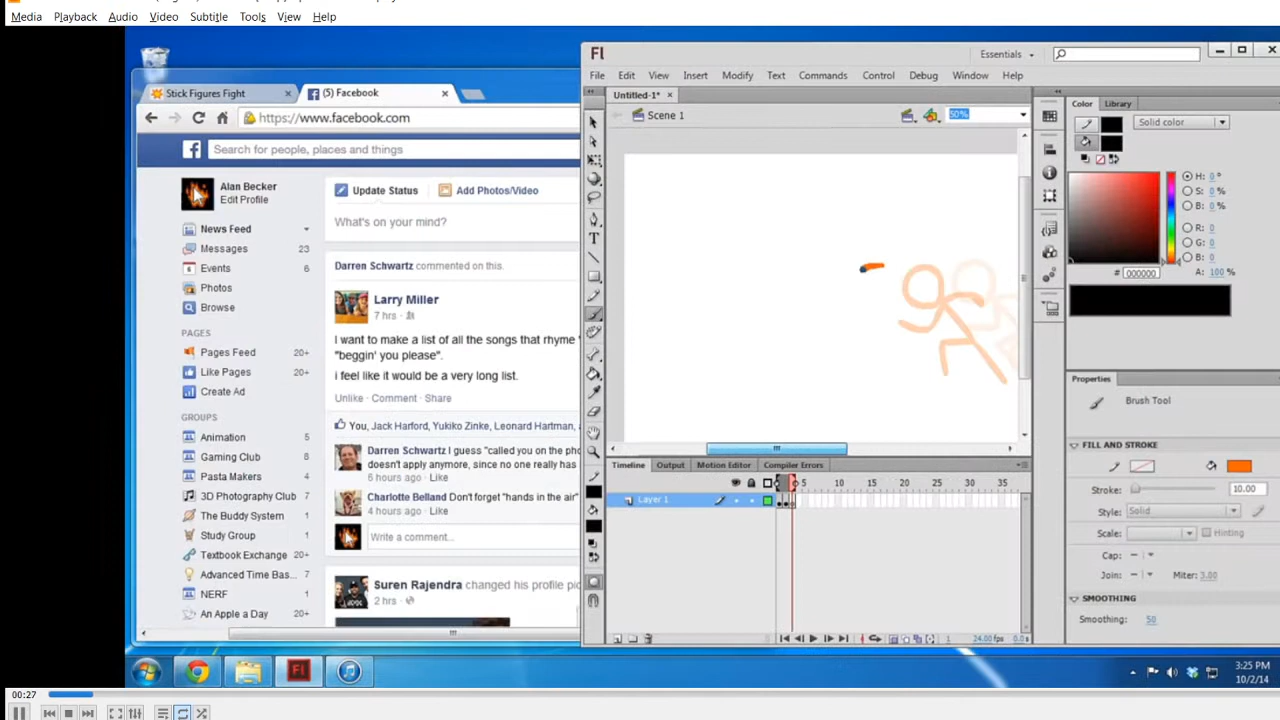 Media Playback Audio Video Subtitle Tools View Help
Fl
Essentials
File Edit View Insert Modify Text Commands Control Debug Window Help
Stick Figures Fight
(5) Facebook
https://www.facebook.com
Search for people, places and things
Alan Becker
Edit Profile
News Feed
Messages 23
Events 6
Photos
Browse
PAGES
Pages Feed 20+
Like Pages 20+
Create Ad
GROUPS
Animation 5
Gaming Club 8
Pasta Makers 4
3D Photography Club 7
The Buddy System 1
Study Group 1
Textbook Exchange 20+
Advanced Time Bas... 7
NERF 1
An Apple a Day 20+
Update Status Add Photos/Video
What's on your mind?
Darren Schwartz commented on this.
Larry Miller
7 hrs ·
I want to make a list of all the songs that rhyme
"beggin' you please".
i feel like it would be a very long list.
Unlike · Comment · Share
You, Jack Harford, Yukiko Zinke, Leonard Hartman,
Darren Schwartz I guess "called you on the
doesn't apply anymore, since no one really has
6 hours ago · Like
Charlotte Belland Don't forget "hands in the air"
4 hours ago · Like
Write a comment...
Suren Rajendra changed his profile pic
2 hrs ·
Untitled-1*
Scene 1
50%
Timeline Output Motion Editor Compiler Errors
5 10 15 20 25 30 35
Layer 1
1 24.00 fps 0.0s
Color Library
Solid color
H: 0 °
S: 0 %
B: 0 %
R: 0
G: 0
B: 0
# 000000 A: 100 %
Properties
Brush Tool
FILL AND STROKE
Stroke: 10.00
Style: Solid
Scale: Hinting
Cap:
Join: Miter: 3.00
SMOOTHING
Smoothing: 50
Fl
3:25 PM
10/2/14
00:27